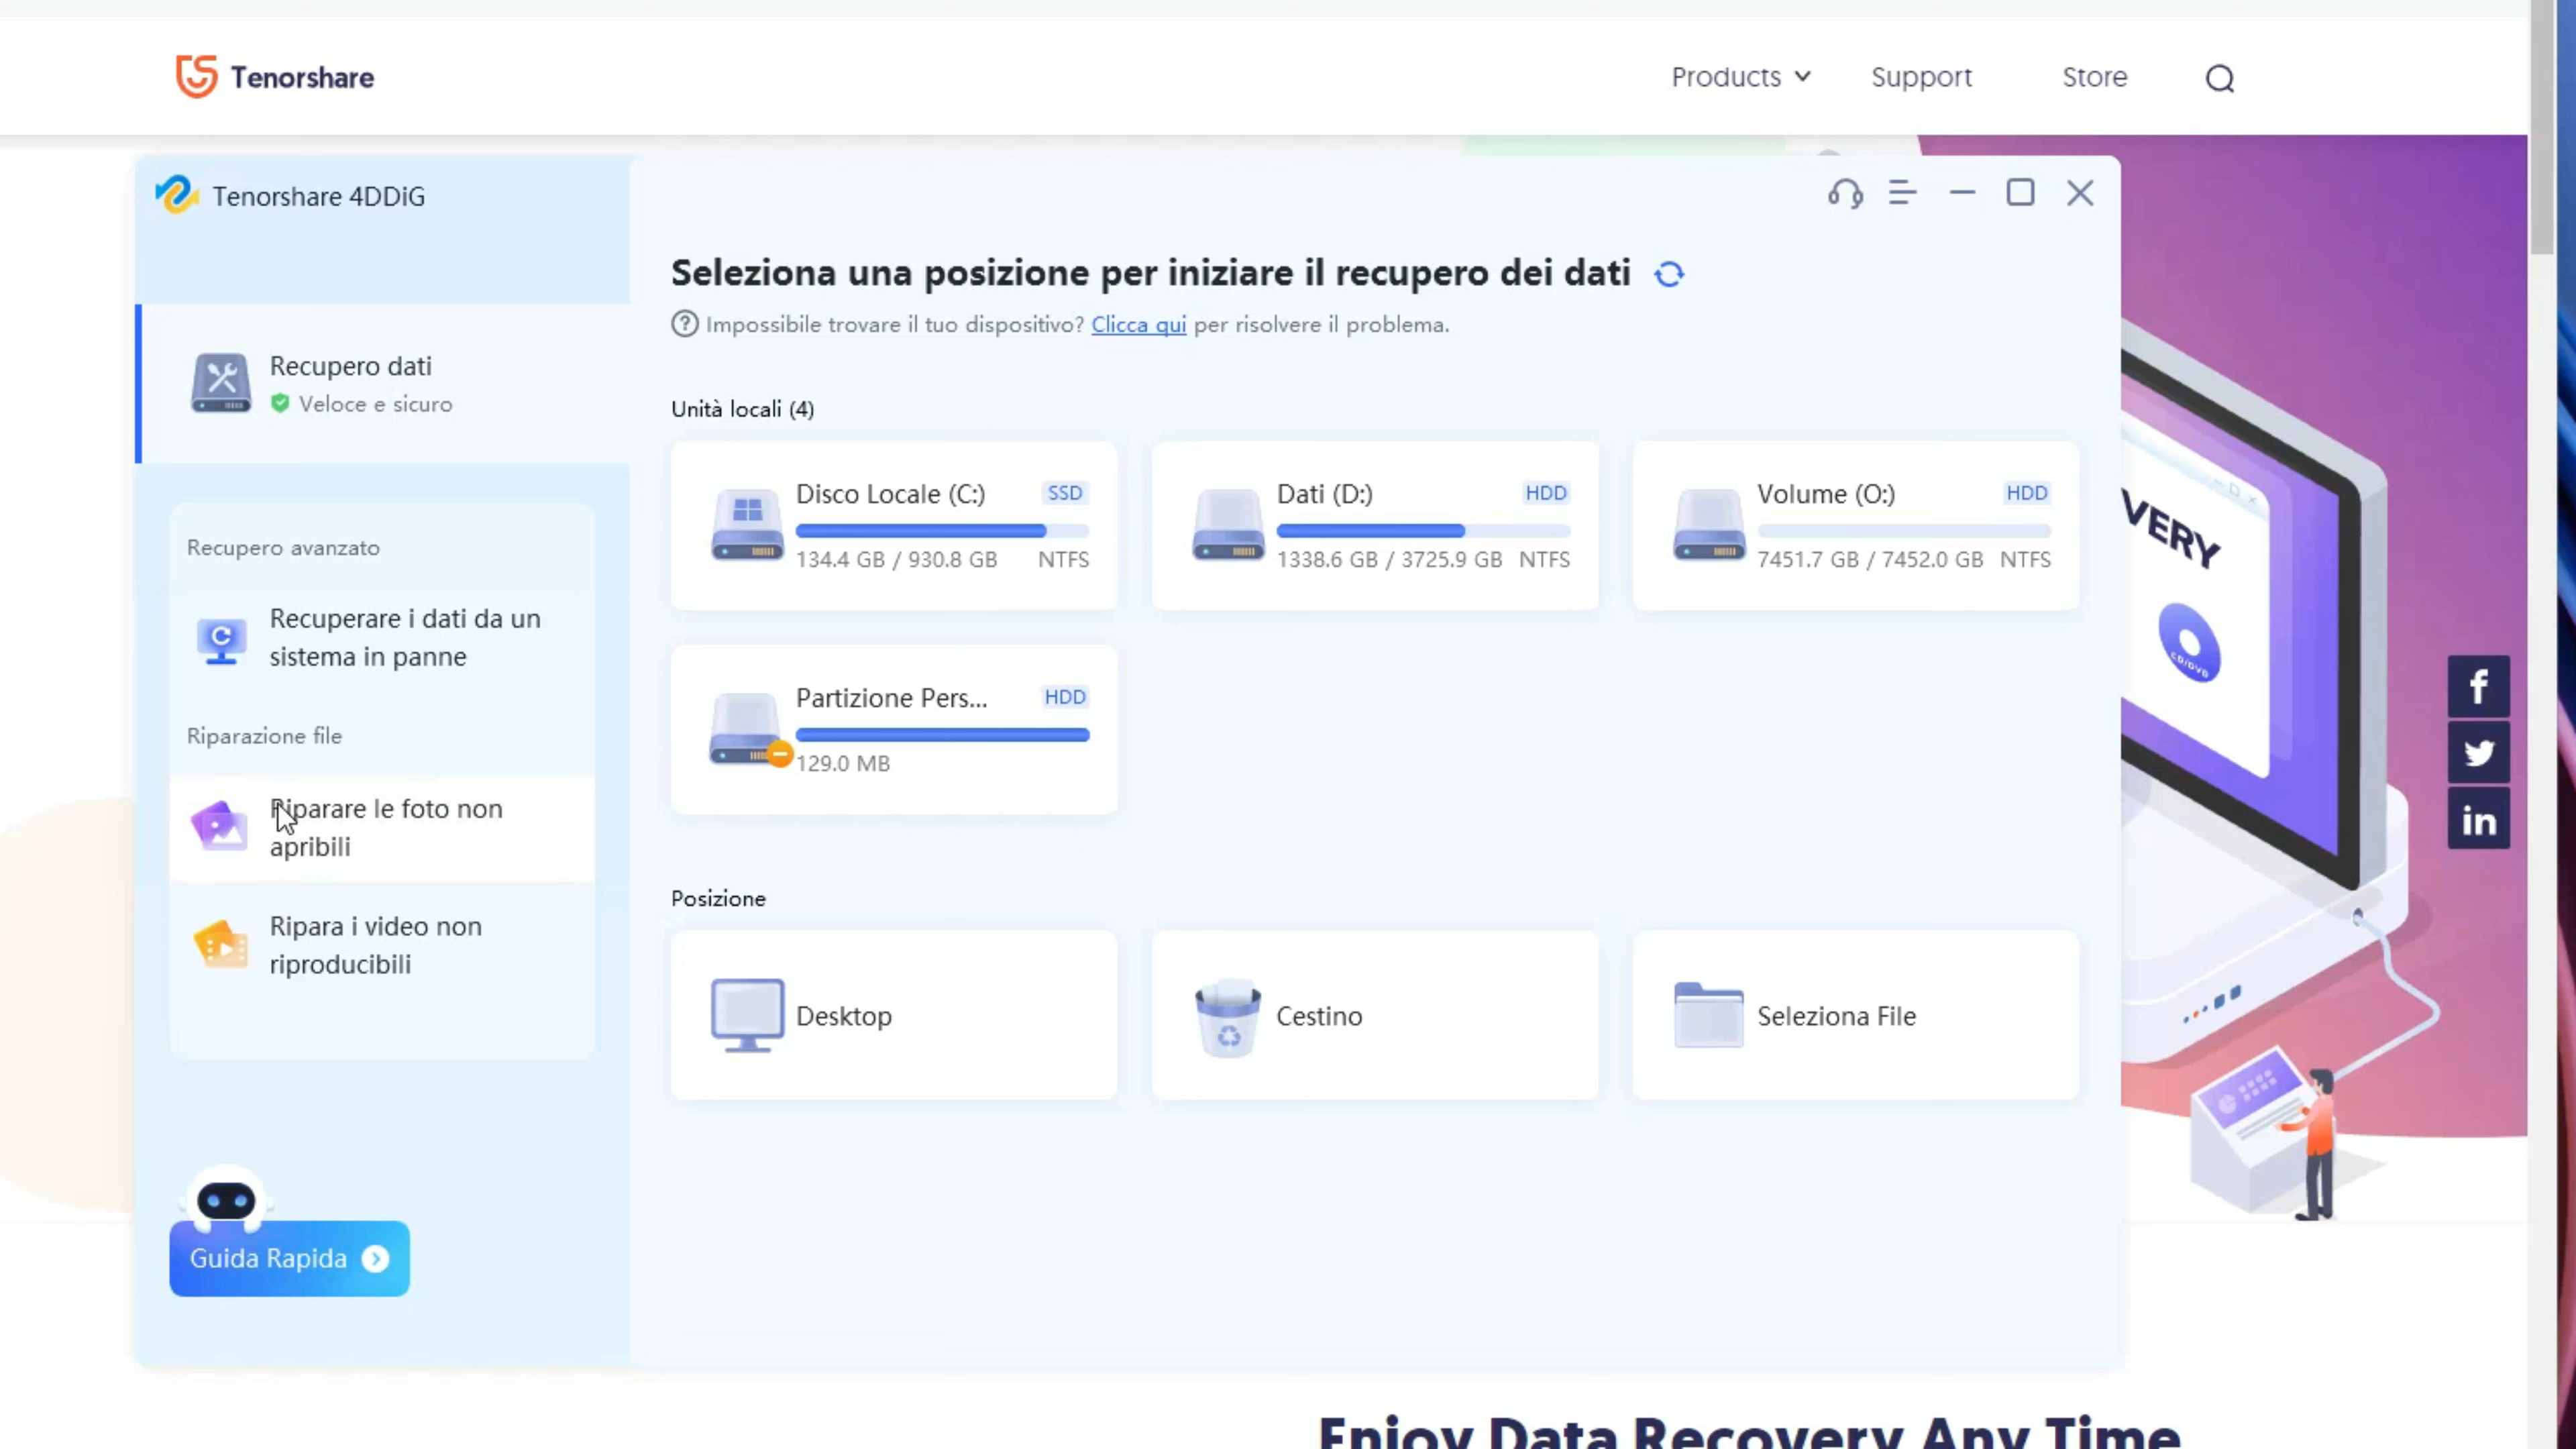 Tenorshare
Products
Support
Store
Tenorshare 4DDiG
Seleziona una posizione per iniziare il recupero dei dati
Impossibile trovare il tuo dispositivo? Clicca qui per risolvere il problema.
Recupero dati
Veloce e sicuro
Recupero avanzato
Recuperare i dati da un
sistema in panne
Riparazione file
Riparare le foto non
apribili
Ripara i video non
riproducibili
Guida Rapida
Unità locali (4)
Disco Locale (C:) SSD
134.4 GB / 930.8 GB NTFS
Dati (D:) HDD
1338.6 GB / 3725.9 GB NTFS
Volume (O:) HDD
7451.7 GB / 7452.0 GB NTFS
Partizione Pers... HDD
129.0 MB
Posizione
Desktop
Cestino
Seleziona File
VERY
CD/DVD
f
in
Enjoy Data Recovery Any Time